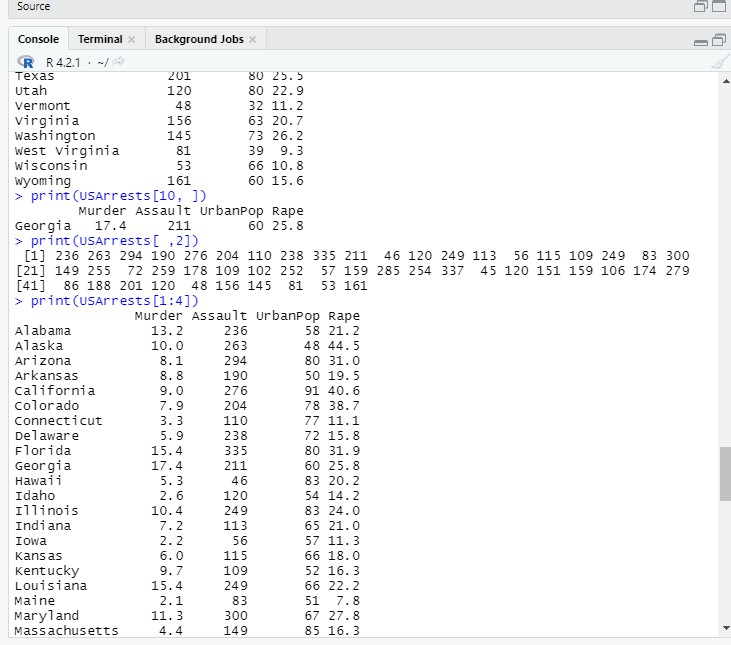 Source
Console Terminal × Background Jobs ×
R R 4.2.1 · ~/
Texas 201 80 25.5
Utah 120 80 22.9
Vermont 48 32 11.2
Virginia 156 63 20.7
Washington 145 73 26.2
West Virginia 81 39 9.3
Wisconsin 53 66 10.8
Wyoming 161 60 15.6
> print(USArrests[10, ])
Murder Assault UrbanPop Rape
Georgia 17.4 211 60 25.8
> print(USArrests[ ,2])
[1] 236 263 294 190 276 204 110 238 335 211 46 120 249 113 56 115 109 249 83 300
[21] 149 255 72 259 178 109 102 252 57 159 285 254 337 45 120 151 159 106 174 279
[41] 86 188 201 120 48 156 145 81 53 161
> print(USArrests[1:4])
Murder Assault UrbanPop Rape
Alabama 13.2 236 58 21.2
Alaska 10.0 263 48 44.5
Arizona 8.1 294 80 31.0
Arkansas 8.8 190 50 19.5
California 9.0 276 91 40.6
Colorado 7.9 204 78 38.7
Connecticut 3.3 110 77 11.1
Delaware 5.9 238 72 15.8
Florida 15.4 335 80 31.9
Georgia 17.4 211 60 25.8
Hawaii 5.3 46 83 20.2
Idaho 2.6 120 54 14.2
Illinois 10.4 249 83 24.0
Indiana 7.2 113 65 21.0
Iowa 2.2 56 57 11.3
Kansas 6.0 115 66 18.0
Kentucky 9.7 109 52 16.3
Louisiana 15.4 249 66 22.2
Maine 2.1 83 51 7.8
Maryland 11.3 300 67 27.8
Massachusetts 4.4 149 85 16.3